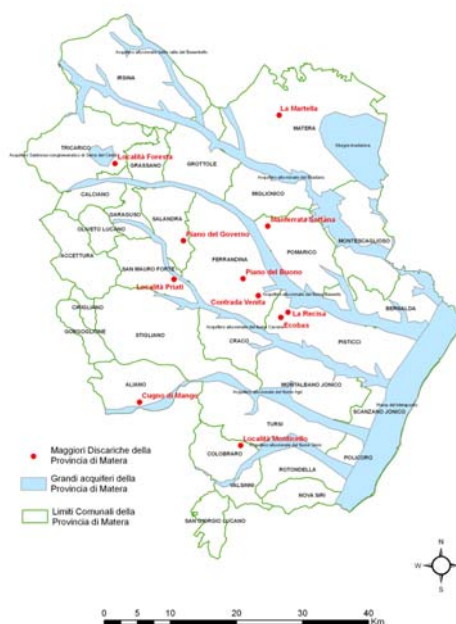 IRSINA
La Martella
MATERA
TRICARICO
Località Foresta
GRASSANO
GROTTOLE
CALCIANO
MIGLIONICO
GARAGUSO
SALANDRA
OLIVETO LUCANO
MONTESCAGLIOSO
Piano del Governo
POMARICO
ACCETTURA
FERRANDINA
SAN MAURO FORTE
Piano del Buono
Località Priati
BERNALDA
Contrada Venita
CIRIGLIANO
La Recisa
GORGOGLIONE
Ecobas
STIGLIANO
PISTICCI
CRACO
ALIANO
MONTALBANO JONICO
Cugno di Mango
SCANZANO JONICO
TURSI
Località Monticello
COLOBRARO
POLICORO
ROTONDELLA
VALSINNI
NOVA SIRI
SAN GIORGIO LUCANO
Maggiori Discariche della
Provincia di Matera
Grandi acquiferi della
Provincia di Matera
Limiti Comunali della
Provincia di Matera
N
W
E
S
0 5 10 20 30 40
Km